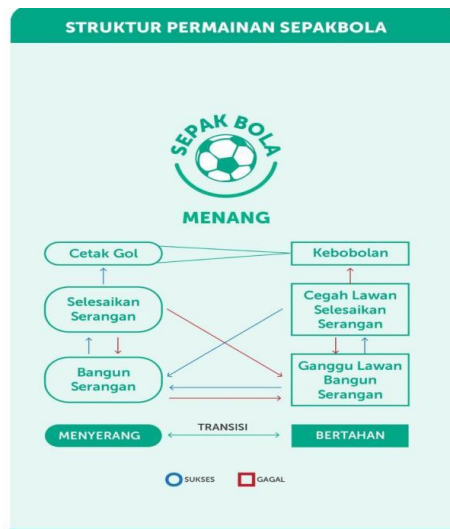 STRUKTUR PERMAINAN SEPAKBOLA
SEPAK BOLA
MENANG
Cetak Gol
Kebobolan
Selesaikan
Serangan
Cegah Lawan
Selesaikan
Serangan
Bangun
Serangan
Ganggu Lawan
Bangun
Serangan
MENYERANG
TRANSISI
BERTAHAN
SUKSES
GAGAL